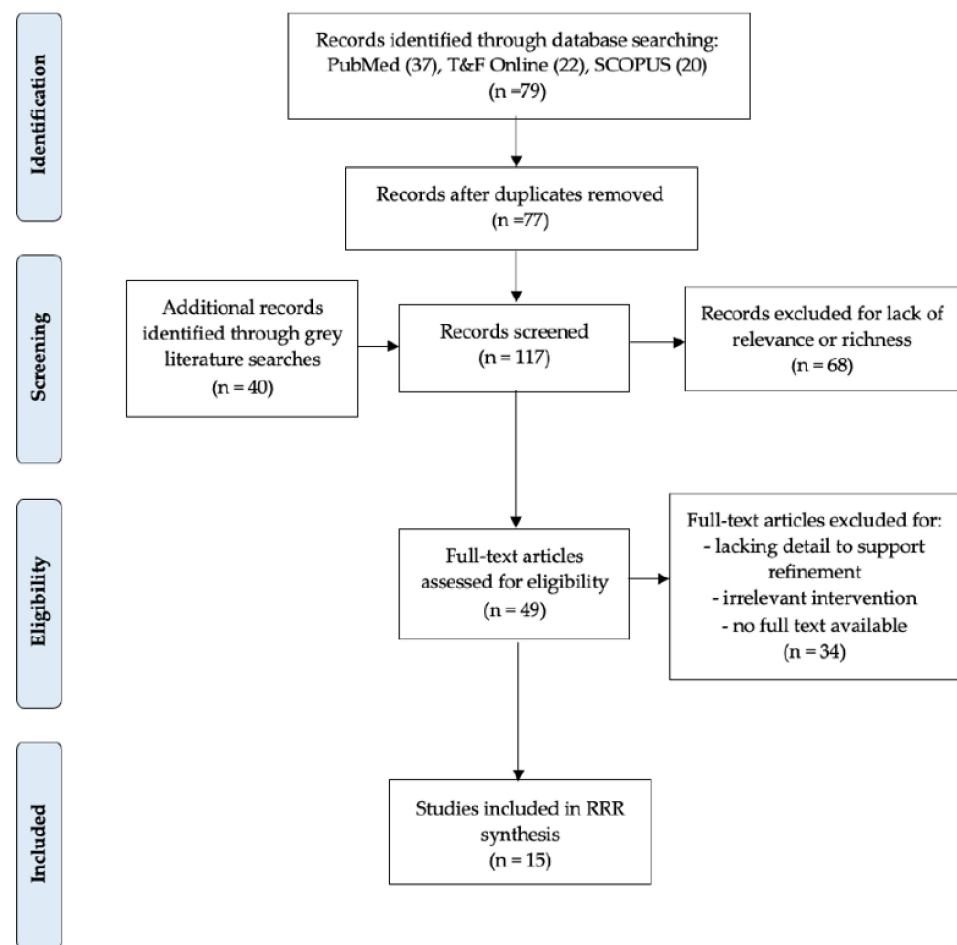 Identification
Records identified through database searching:
PubMed (37), T&F Online (22), SCOPUS (20)
(n =79)
Records after duplicates removed
(n =77)
Screening
Additional records
identified through grey
literature searches
(n = 40)
Records screened
(n = 117)
Records excluded for lack of
relevance or richness
(n = 68)
Eligibility
Full-text articles
assessed for eligibility
(n = 49)
Full-text articles excluded for:
- lacking detail to support
refinement
- irrelevant intervention
- no full text available
(n = 34)
Included
Studies included in RRR
synthesis
(n = 15)